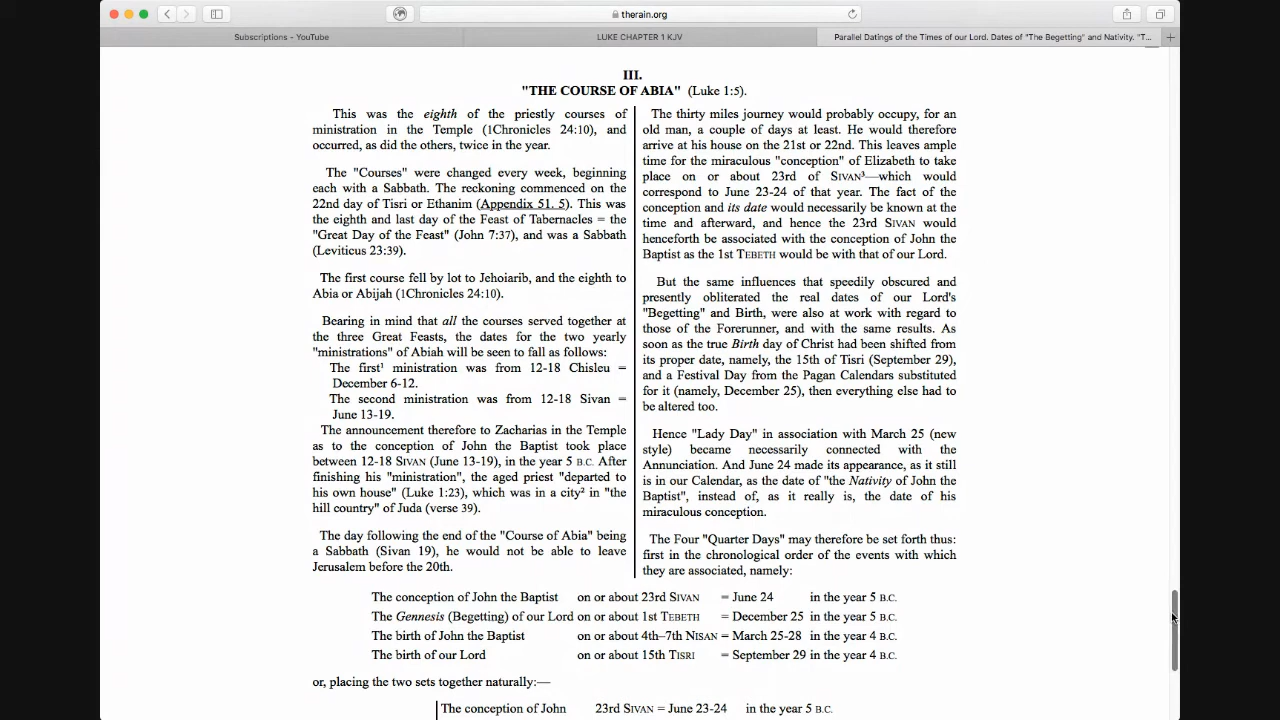 therain.org
Subscriptions - YouTube
LUKE CHAPTER 1 KJV
Parallel Datings of the Times of our Lord. Dates of "The Begetting" and Nativity. "T...
III.
"THE COURSE OF ABIA" (Luke 1:5).
This was the eighth of the priestly courses of
ministration in the Temple (1Chronicles 24:10), and
occurred, as did the others, twice in the year.
The "Courses" were changed every week, beginning
each with a Sabbath. The reckoning commenced on the
22nd day of Tisri or Ethanim (Appendix 51. 5). This was
the eighth and last day of the Feast of Tabernacles = the
"Great Day of the Feast" (John 7:37), and was a Sabbath
(Leviticus 23:39).
The first course fell by lot to Jehoiarib, and the eighth to
Abia or Abijah (1Chronicles 24:10).
Bearing in mind that all the courses served together at
the three Great Feasts, the dates for the two yearly
"ministrations" of Abiah will be seen to fall as follows:
The first¹ ministration was from 12-18 Chisleu =
December 6-12.
The second ministration was from 12-18 Sivan =
June 13-19.
The announcement therefore to Zacharias in the Temple
as to the conception of John the Baptist took place
between 12-18 SIVAN (June 13-19), in the year 5 B.C. After
finishing his "ministration", the aged priest "departed to
his own house" (Luke 1:23), which was in a city² in "the
hill country" of Juda (verse 39).
The day following the end of the "Course of Abia" being
a Sabbath (Sivan 19), he would not be able to leave
Jerusalem before the 20th.
The thirty miles journey would probably occupy, for an
old man, a couple of days at least. He would therefore
arrive at his house on the 21st or 22nd. This leaves ample
time for the miraculous "conception" of Elizabeth to take
place on or about 23rd of SIVAN³—which would
correspond to June 23-24 of that year. The fact of the
conception and its date would necessarily be known at the
time and afterward, and hence the 23rd SIVAN would
henceforth be associated with the conception of John the
Baptist as the 1st TEBETH would be with that of our Lord.
But the same influences that speedily obscured and
presently obliterated the real dates of our Lord's
"Begetting" and Birth, were also at work with regard to
those of the Forerunner, and with the same results. As
soon as the true Birth day of Christ had been shifted from
its proper date, namely, the 15th of Tisri (September 29),
and a Festival Day from the Pagan Calendars substituted
for it (namely, December 25), then everything else had to
be altered too.
Hence "Lady Day" in association with March 25 (new
style) became necessarily connected with the
Annunciation. And June 24 made its appearance, as it still
is in our Calendar, as the date of "the Nativity of John the
Baptist", instead of, as it really is, the date of his
miraculous conception.
The Four "Quarter Days" may therefore be set forth thus:
first in the chronological order of the events with which
they are associated, namely:
The conception of John the Baptist on or about 23rd SIVAN = June 24 in the year 5 B.C.
The Gennesis (Begetting) of our Lord on or about 1st TEBETH = December 25 in the year 5 B.C.
The birth of John the Baptist on or about 4th–7th NISAN = March 25-28 in the year 4 B.C.
The birth of our Lord on or about 15th TISRI = September 29 in the year 4 B.C.
or, placing the two sets together naturally:—
The conception of John 23rd SIVAN = June 23-24 in the year 5 B.C.